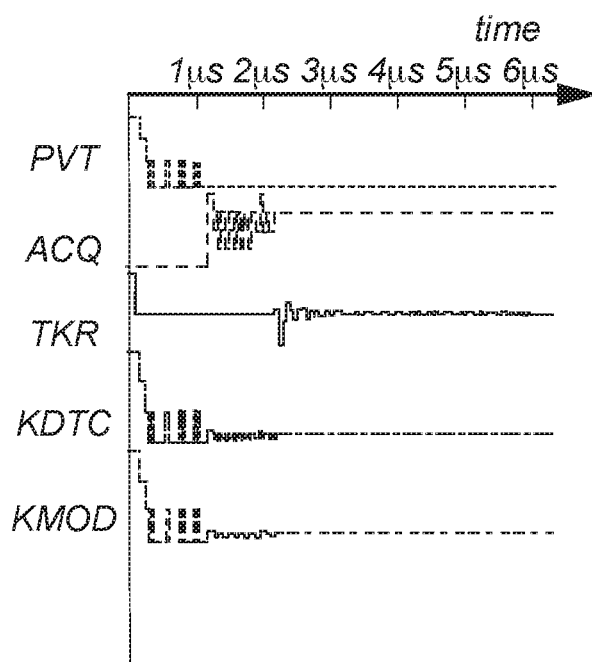 time
1µs 2µs 3µs 4µs 5µs 6µs
PVT
ACQ
TKR
KDTC
KMOD